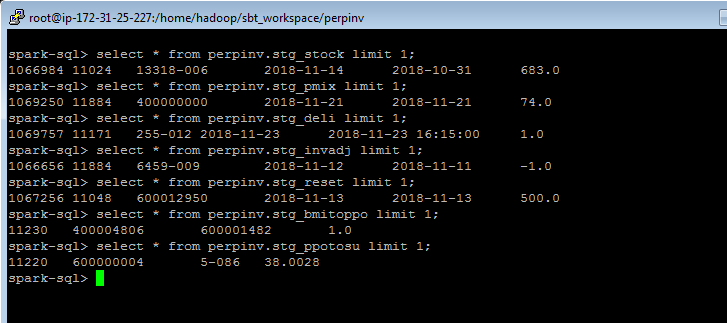 root@ip-172-31-25-227:/home/hadoop/sbt_workspace/perpinv
spark-sql> select * from perpinv.stg_stock limit 1;
1066984 11024 13318-006 2018-11-14 2018-10-31 683.0
spark-sql> select * from perpinv.stg_pmix limit 1;
1069250 11884 400000000 2018-11-21 2018-11-21 74.0
spark-sql> select * from perpinv.stg_deli limit 1;
1069757 11171 255-012 2018-11-23 2018-11-23 16:15:00 1.0
spark-sql> select * from perpinv.stg_invadj limit 1;
1066656 11884 6459-009 2018-11-12 2018-11-11 -1.0
spark-sql> select * from perpinv.stg_reset limit 1;
1067256 11048 600012950 2018-11-13 2018-11-13 500.0
spark-sql> select * from perpinv.stg_bmitoppo limit 1;
11230 400004806 600001482 1.0
spark-sql> select * from perpinv.stg_ppotosu limit 1;
11220 600000004 5-086 38.0028
spark-sql>